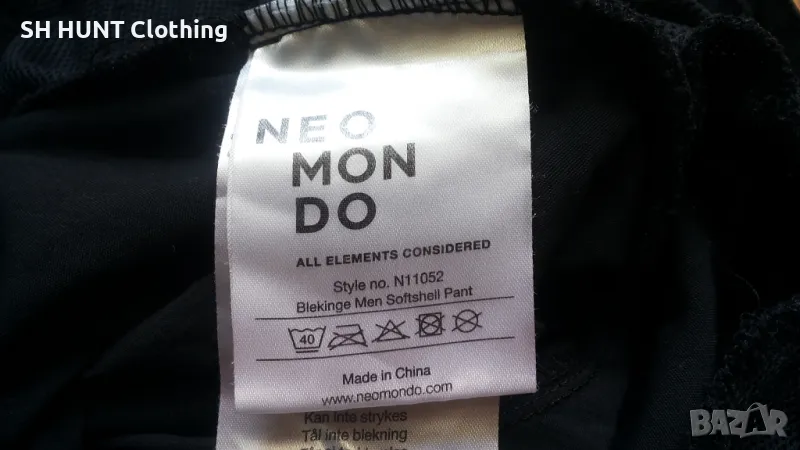 SH HUNT Clothing
NEO
MON
DO
ALL ELEMENTS CONSIDERED
Style no. N11052
Blekinge Men Softshell Pant
40
Made in China
www.neomondo.com
Kan inte strykes
Tål inte blekning
BAZAR